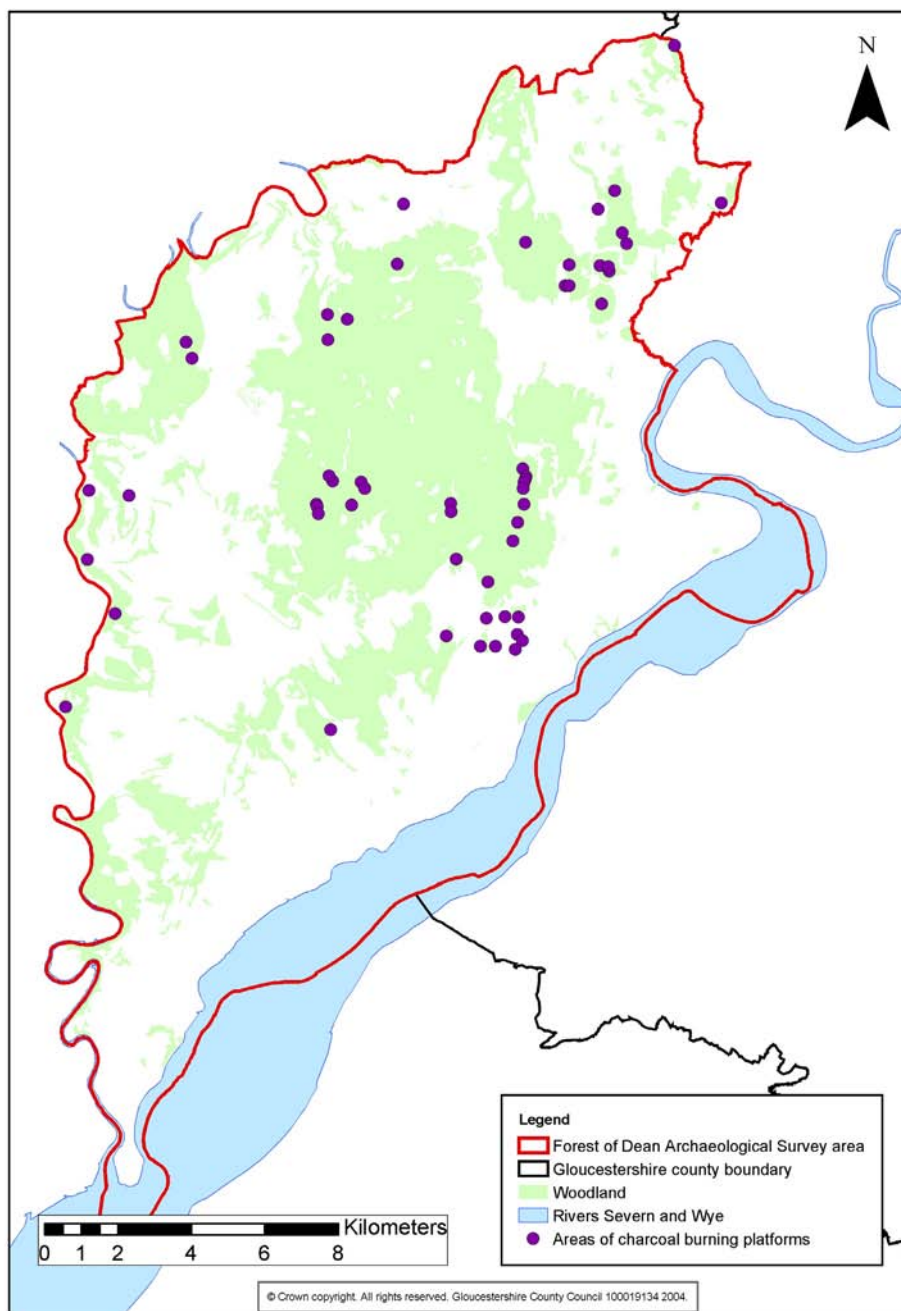 N
Legend
Forest of Dean Archaeological Survey area
Gloucestershire county boundary
Woodland
Rivers Severn and Wye
Areas of charcoal burning platforms
Kilometers
0 1 2 4 6 8
© Crown copyright. All rights reserved. Gloucestershire County Council 100019134 2004.